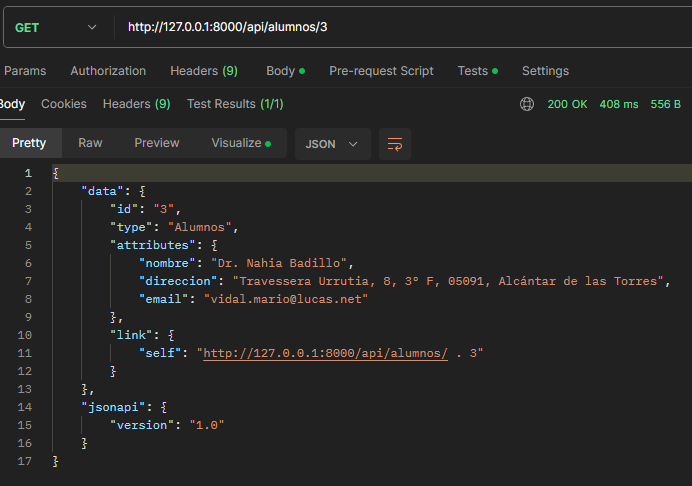 GET http://127.0.0.1:8000/api/alumnos/3
Params Authorization Headers (9) Body Pre-request Script Tests Settings
Body Cookies Headers (9) Test Results (1/1) 200 OK 408 ms 556 B
Pretty Raw Preview Visualize JSON
1 {
2 "data": {
3 "id": "3",
4 "type": "Alumnos",
5 "attributes": {
6 "nombre": "Dr. Nahia Badillo",
7 "direccion": "Travessera Urrutia, 8, 3º F, 05091, Alcántar de las Torres",
8 "email": "vidal.mario@lucas.net"
9 },
10 "link": {
11 "self": "http://127.0.0.1:8000/api/alumnos/ . 3"
12 }
13 },
14 "jsonapi": {
15 "version": "1.0"
16 }
17 }